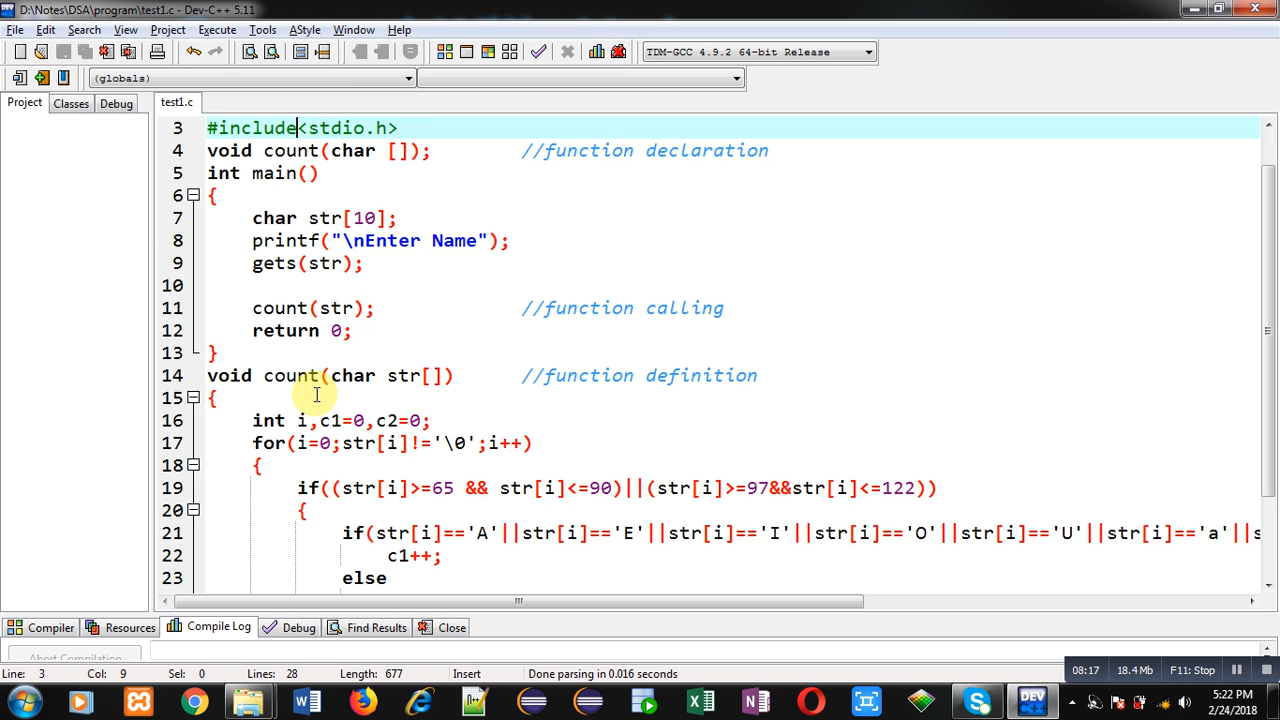 D:\Notes\DSA\program\test1.c - Dev-C++ 5.11
File Edit Search View Project Execute Tools AStyle Window Help
TDM-GCC 4.9.2 64-bit Release
(globals)
Project Classes Debug test1.c
3 #include<stdio.h>
4 void count(char []); //function declaration
5 int main()
6 {
7 char str[10];
8 printf("\nEnter Name");
9 gets(str);
10
11 count(str); //function calling
12 return 0;
13 }
14 void count(char str[]) //function definition
15 {
16 int i,c1=0,c2=0;
17 for(i=0;str[i]!='\0';i++)
18 {
19 if((str[i]>=65 && str[i]<=90)||(str[i]>=97&&str[i]<=122))
20 {
21 if(str[i]=='A'||str[i]=='E'||str[i]=='I'||str[i]=='O'||str[i]=='U'||str[i]=='a'||s
22 c1++;
23 else
Compiler Resources Compile Log Debug Find Results Close
Abort Compilation
Line: 3 Col: 9 Sel: 0 Lines: 28 Length: 677 Insert Done parsing in 0.016 seconds
08:17 18.4 Mb F11: Stop
DEV
5:22 PM
2/24/2018